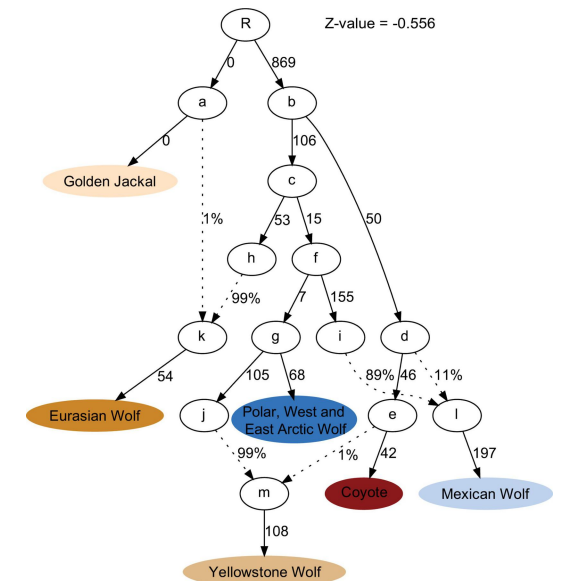 R
Z-value = -0.556
0
869
a
b
0
106
Golden Jackal
c
1%
53
15
50
h
f
99%
7
155
k
g
i
d
54
105
68
89%
46
11%
Eurasian Wolf
j
Polar, West and
East Arctic Wolf
e
l
99%
1%
42
197
m
Coyote
Mexican Wolf
108
Yellowstone Wolf